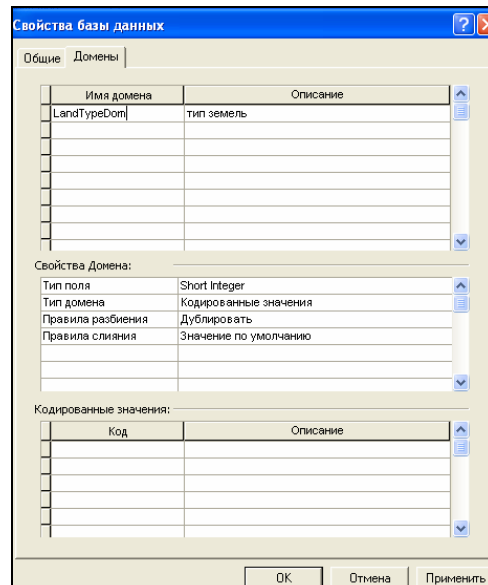 Свойства базы данных
Общие Домены
Имя домена Описание
LandTypeDom тип земель
Свойства Домена:
Тип поля Short Integer
Тип домена Кодированные значения
Правила разбиения Дублировать
Правила слияния Значение по умолчанию
Кодированные значения:
Код Описание
OK Отмена Применить